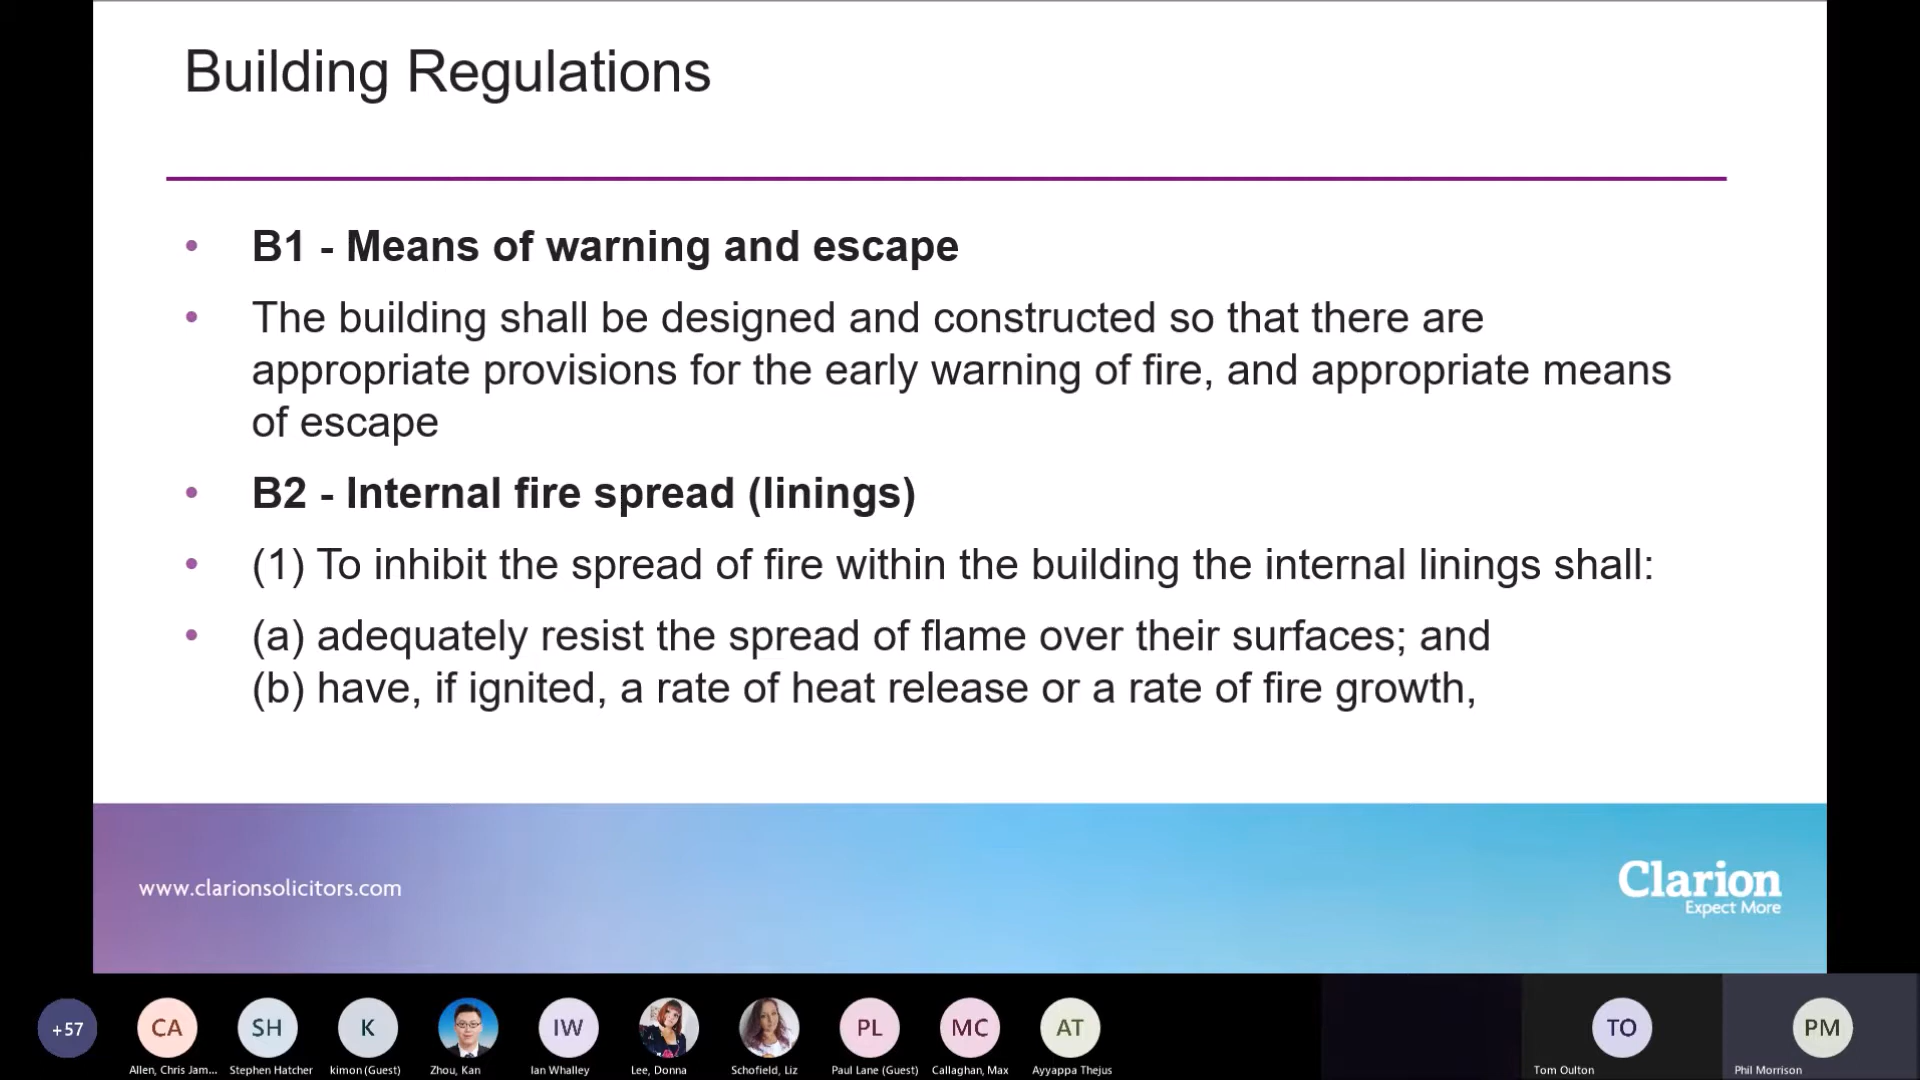 Building Regulations
• B1 - Means of warning and escape
• The building shall be designed and constructed so that there are
appropriate provisions for the early warning of fire, and appropriate means
of escape
• B2 - Internal fire spread (linings)
• (1) To inhibit the spread of fire within the building the internal linings shall:
• (a) adequately resist the spread of flame over their surfaces; and
(b) have, if ignited, a rate of heat release or a rate of fire growth,
www.clarionsolicitors.com
Clarion
Expect More
+57
CA
SH
K
IW
PL
MC
AT
TO
PM
Allen, Chris Jam...
Stephen Hatcher
kimon (Guest)
Zhou, Kan
Ian Whalley
Lee, Donna
Schofield, Liz
Paul Lane (Guest)
Callaghan, Max
Ayyappa Thejus
Tom Oulton
Phil Morrison